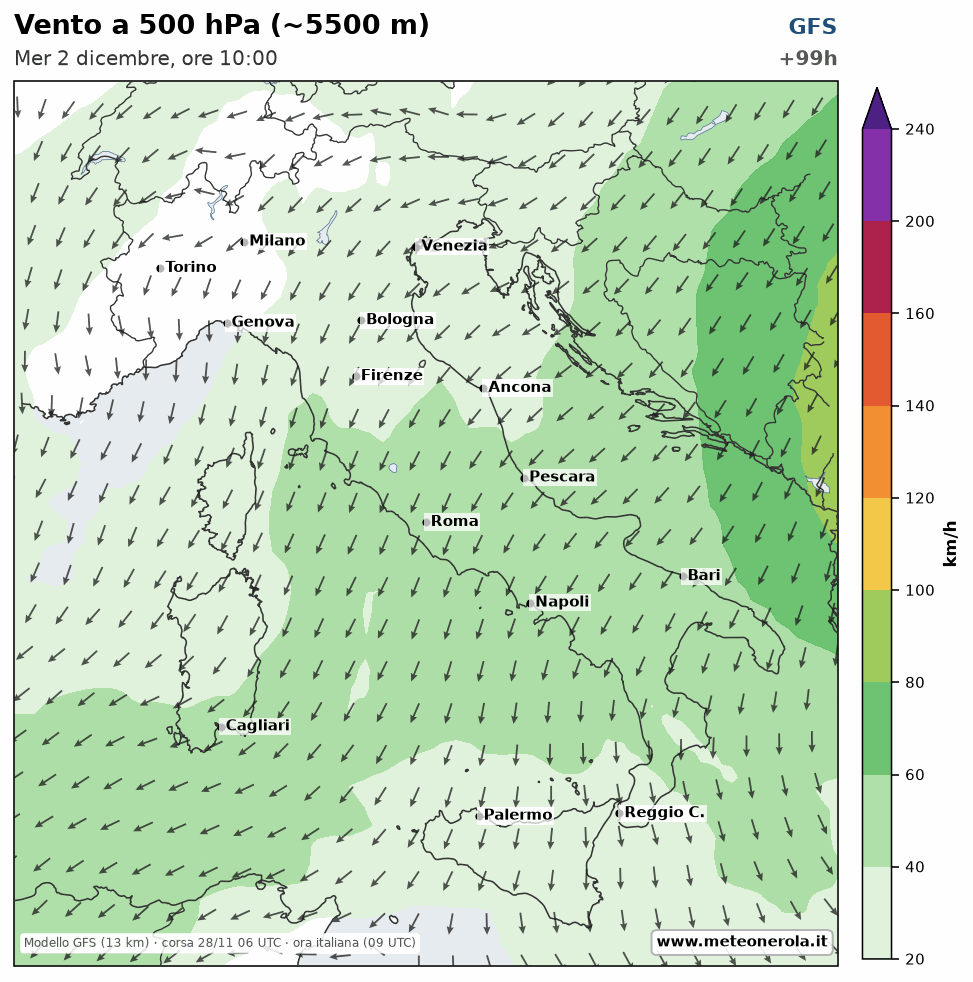 Vento a 500 hPa (~5500 m)
GFS
Mer 2 dicembre, ore 10:00
+99h
Milano
Venezia
Torino
Genova
Bologna
Firenze
Ancona
Pescara
Roma
Bari
Napoli
Cagliari
Palermo
Reggio C.
240
200
160
140
120
100
80
60
40
20
km/h
Modello GFS (13 km) · corsa 28/11 06 UTC · ora italiana (09 UTC)
www.meteonerola.it